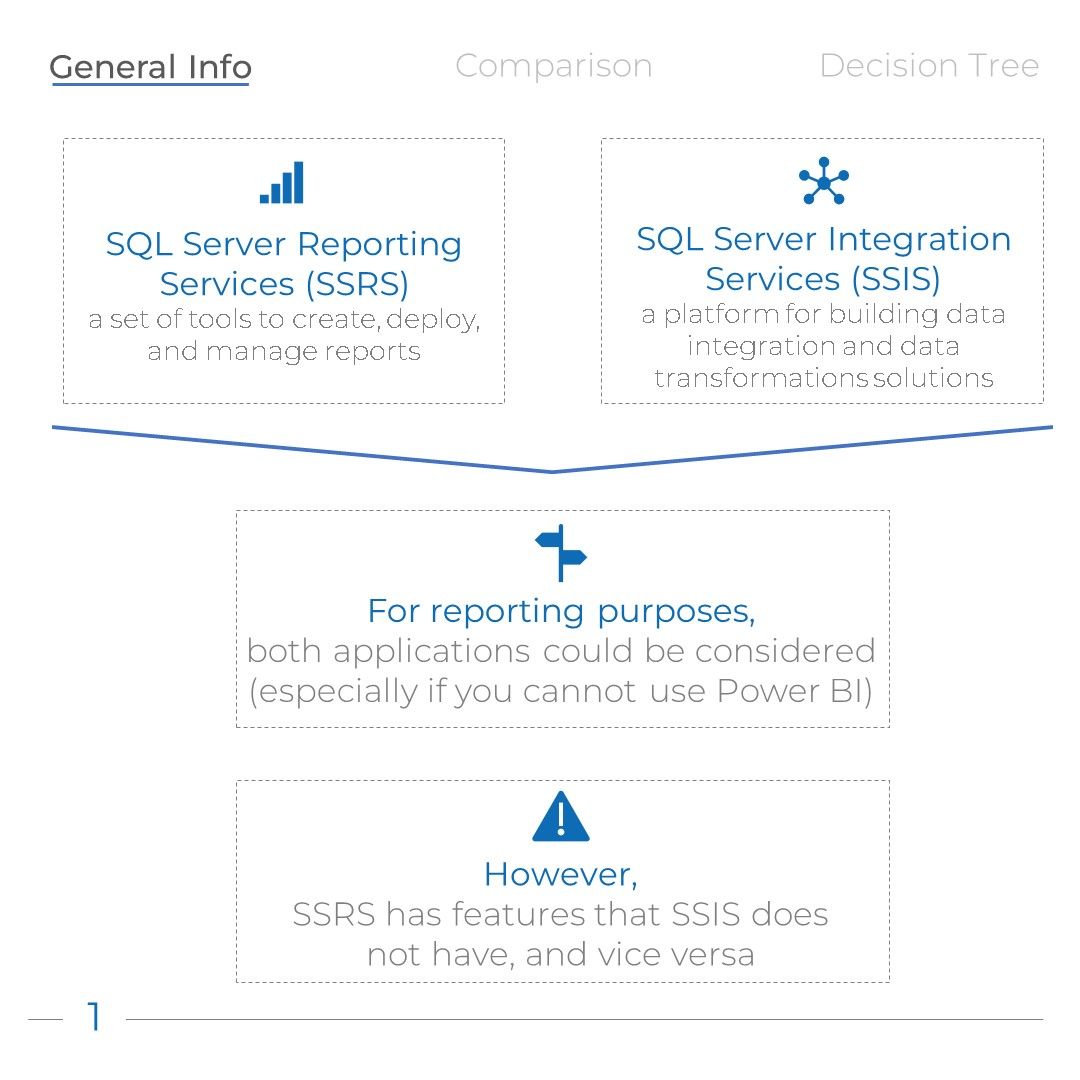 General Info
Comparison
Decision Tree
SQL Server Reporting
Services (SSRS)
a set of tools to create, deploy,
and manage reports
SQL Server Integration
Services (SSIS)
a platform for building data
integration and data
transformations solutions
For reporting purposes,
both applications could be considered
(especially if you cannot use Power BI)
However,
SSRS has features that SSIS does
not have, and vice versa
1